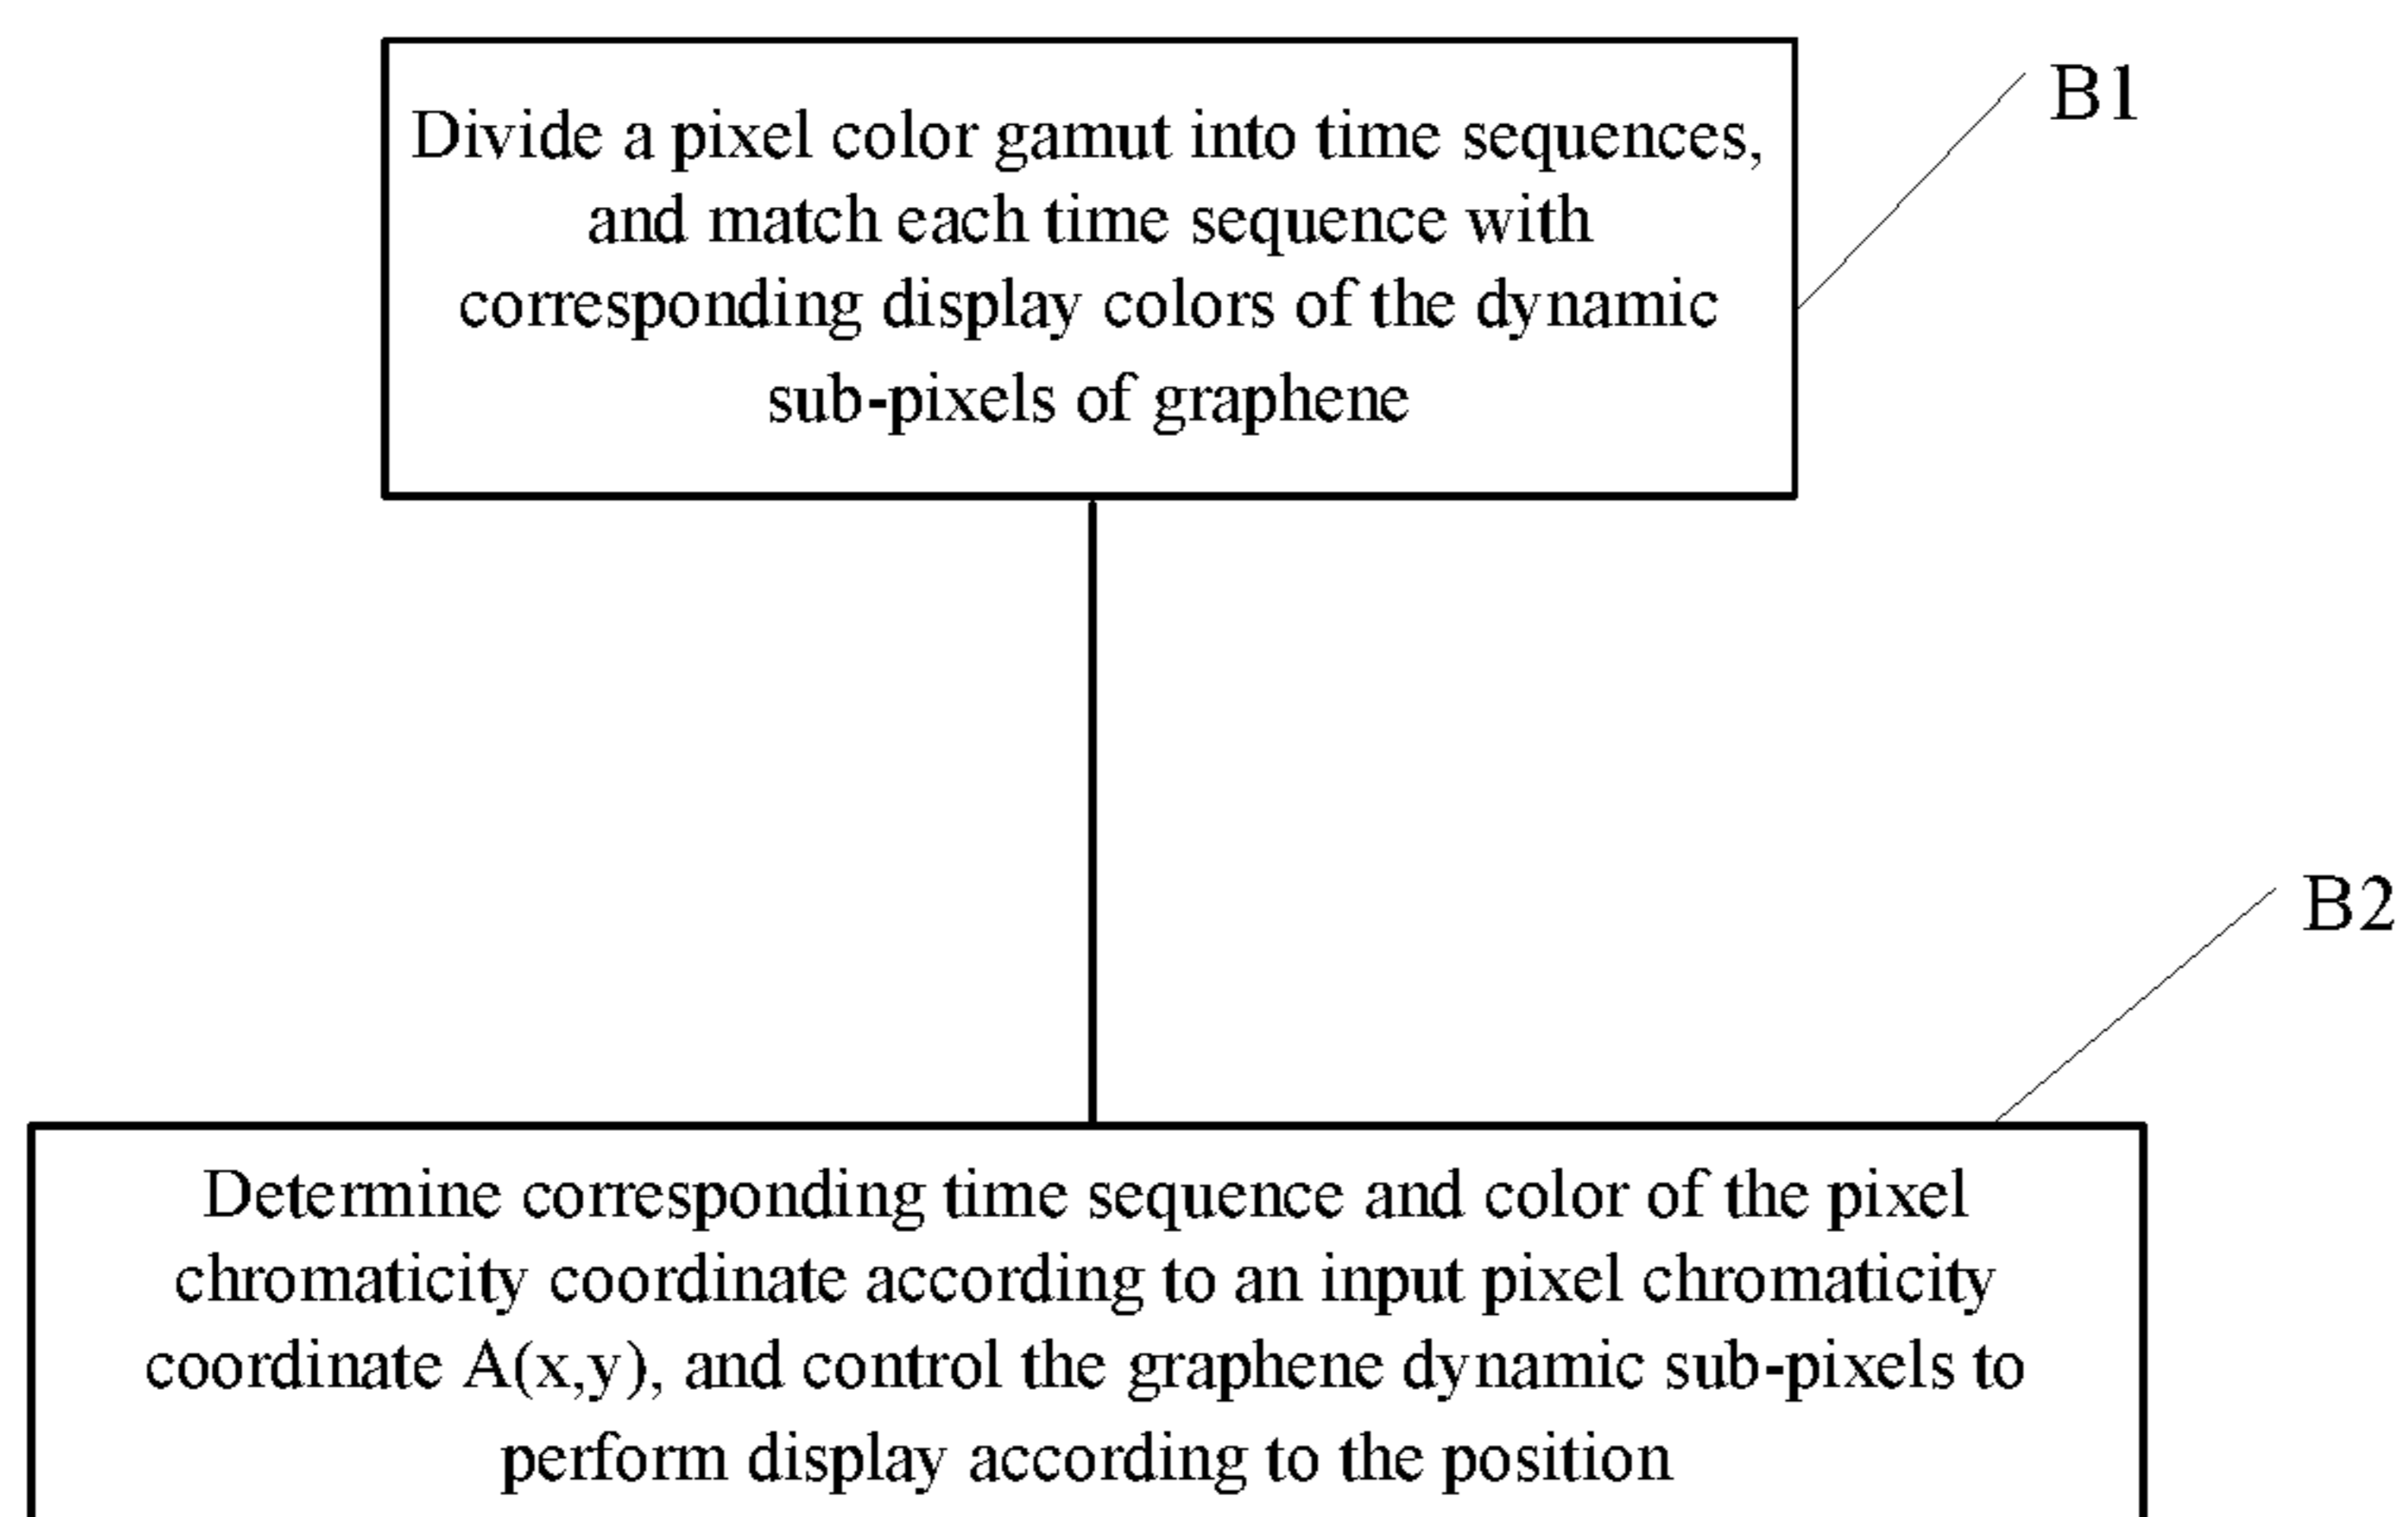 B1
Divide a pixel color gamut into time sequences,
and match each time sequence with
corresponding display colors of the dynamic
sub-pixels of graphene
B2
Determine corresponding time sequence and color of the pixel
chromaticity coordinate according to an input pixel chromaticity
coordinate A(x,y), and control the graphene dynamic sub-pixels to
perform display according to the position